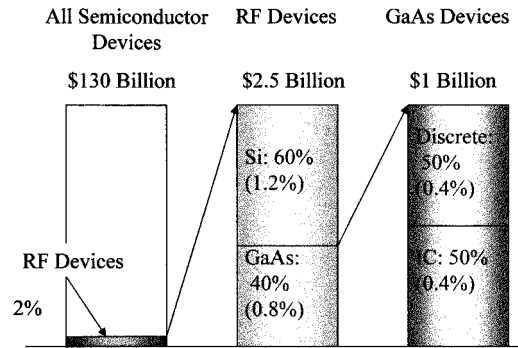 All Semiconductor
Devices
$130 Billion
RF Devices
2%
RF Devices
$2.5 Billion
Si: 60%
(1.2%)
GaAs:
40%
(0.8%)
GaAs Devices
$1 Billion
Discrete:
50%
(0.4%)
IC: 50%
(0.4%)